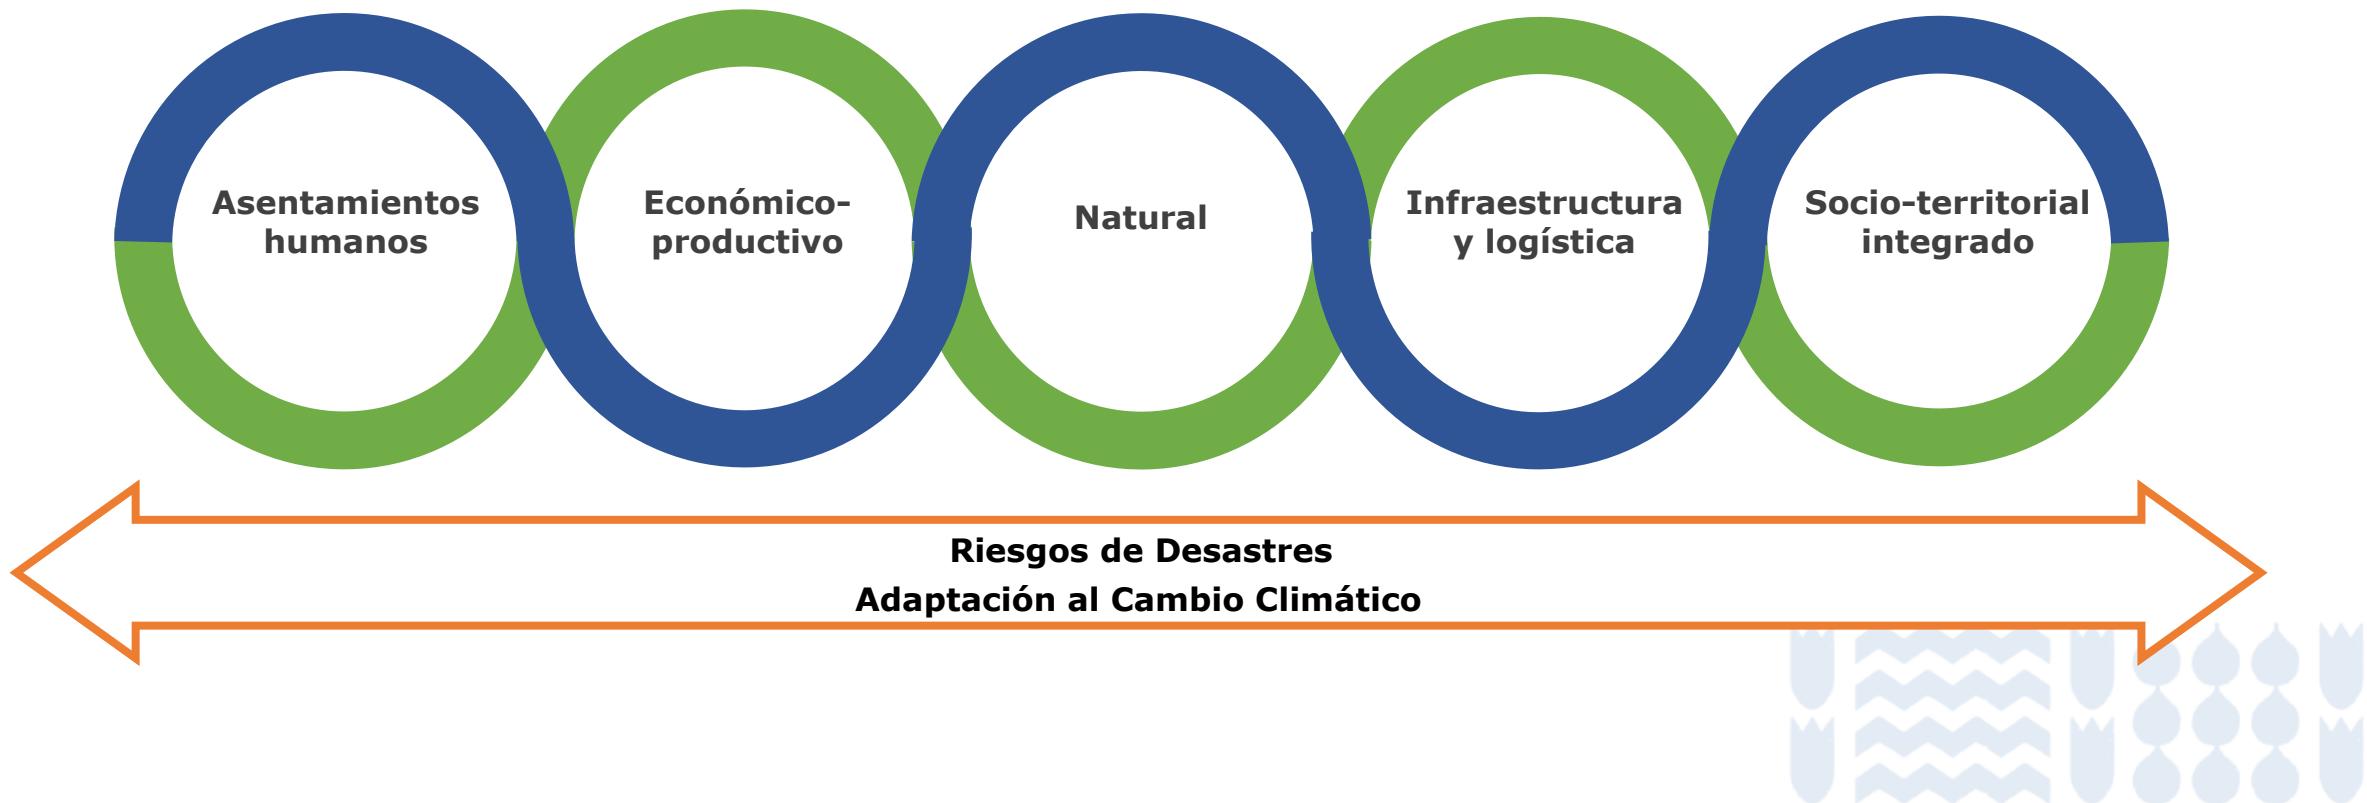 Asentamientos
humanos
Económico-
productivo
Natural
Infraestructura
y logística
Socio-territorial
integrado
Riesgos de Desastres
Adaptación al Cambio Climático